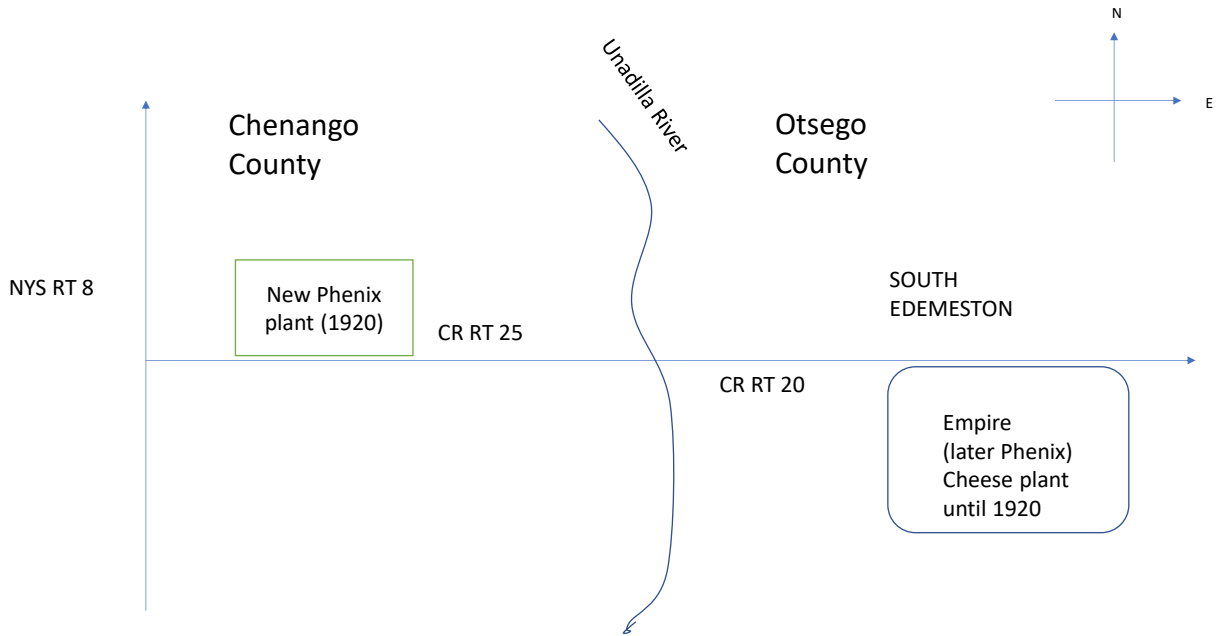 N
E
Unadilla River
Chenango
County
Otsego
County
NYS RT 8
New Phenix
plant (1920)
CR RT 25
SOUTH
EDEMESTON
CR RT 20
Empire
(later Phenix)
Cheese plant
until 1920